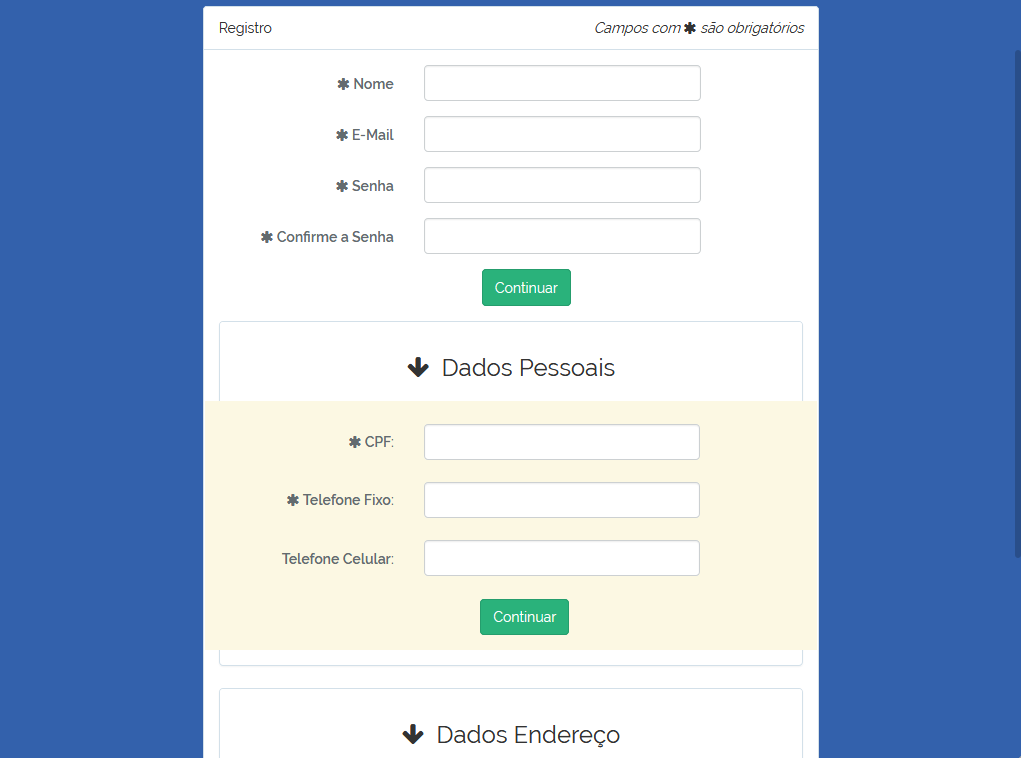 Registro
Campos com ✱ são obrigatórios
✱ Nome
✱ E-Mail
✱ Senha
✱ Confirme a Senha
Continuar
Dados Pessoais
✱ CPF:
✱ Telefone Fixo:
Telefone Celular:
Continuar
Dados Endereço